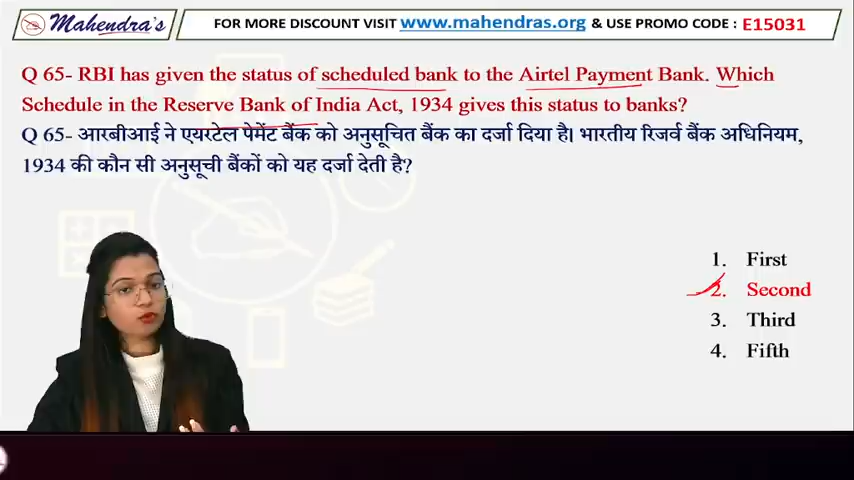 Mahendra's
FOR MORE DISCOUNT VISIT www.mahendras.org & USE PROMO CODE : E15031
Q 65- RBI has given the status of scheduled bank to the Airtel Payment Bank. Which
Schedule in the Reserve Bank of India Act, 1934 gives this status to banks?
Q 65- आरबीआई ने एयरटेल पेमेंट बैंक को अनुसूचित बैंक का दर्जा दिया है। भारतीय रिजर्व बैंक अधिनियम,
1934 की कौन सी अनुसूची बैंकों को यह दर्जा देती है?
1. First
2. Second
3. Third
4. Fifth